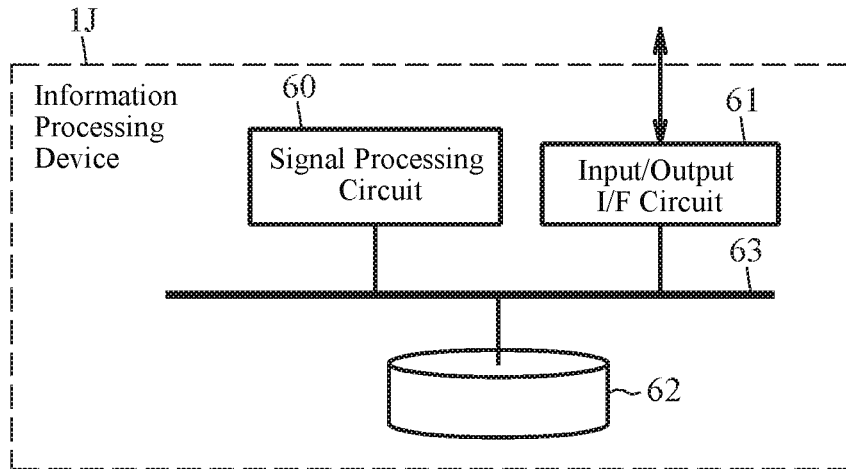 1J
Information
Processing
Device
60
Signal Processing
Circuit
61
Input/Output
I/F Circuit
63
62